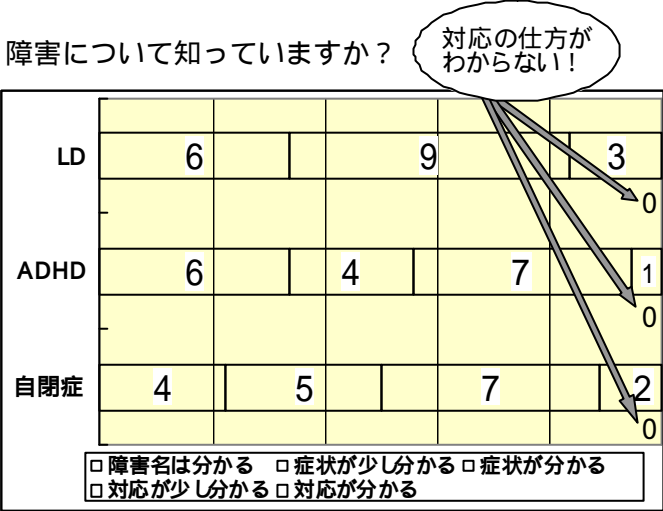 障害について知っていますか？
対応の仕方が
わからない！
LD 6 9 3
0
ADHD 6 4 7 1
0
自閉症 4 5 7 2
0
□障害名は分かる □症状が少し分かる □症状が分かる
□対応が少し分かる □対応が分かる